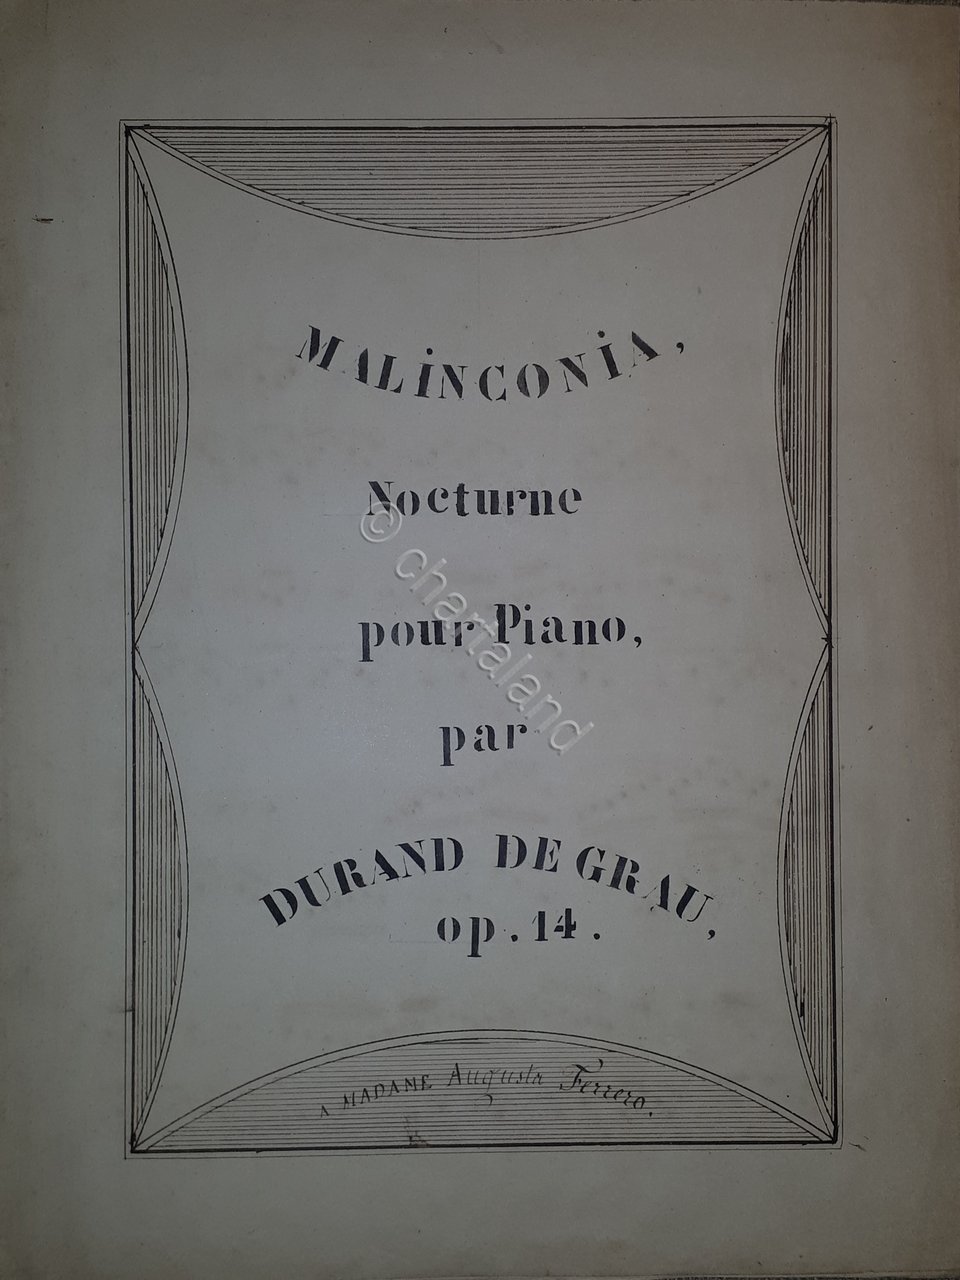 MALiNCONiA,
Nocturne
pour Piano,
par
DURAND DE GRAU,
op. 14.
A MADAME Augusta Ferrero.
© chartaland